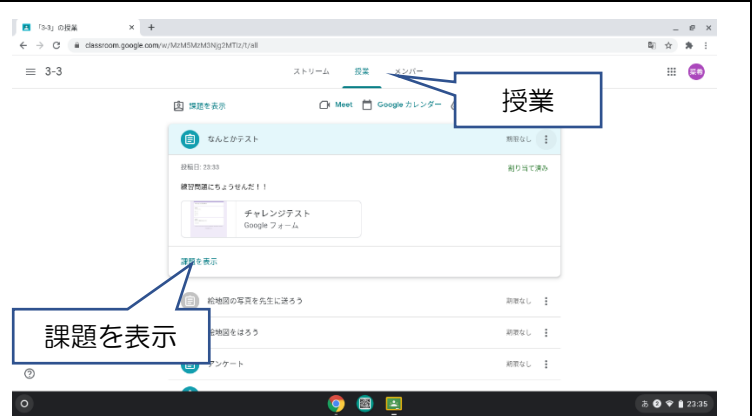 「3-3」の授業
classroom.google.com/w/MzM5MzM3Njg2MTIz/t/all
3-3
ストリーム 授業 メンバー
授業
課題を表示 Meet Google カレンダー
なんとかテスト 期限なし
投稿日: 23:33 割り当て済み
練習問題にちょうせんだ！！
チャレンジテスト
Google フォーム
課題を表示
絵地図の写真を先生に送ろう 期限なし
課題を表示
絵地図をはろう 期限なし
アンケート 期限なし
あ 2 23:35